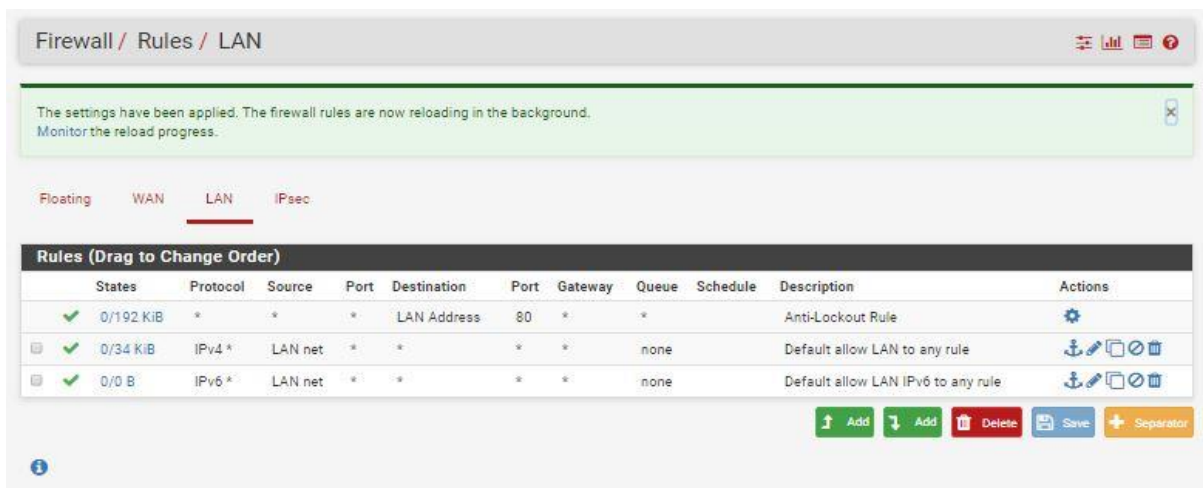 Firewall / Rules / LAN
The settings have been applied. The firewall rules are now reloading in the background.
Monitor the reload progress.
Floating WAN LAN IPsec
Rules (Drag to Change Order)
States Protocol Source Port Destination Port Gateway Queue Schedule Description Actions
0/192 KiB * * * LAN Address 80 * * Anti-Lockout Rule
0/34 KiB IPv4 * LAN net * * * * none Default allow LAN to any rule
0/0 B IPv6 * LAN net * * * * none Default allow LAN IPv6 to any rule
Add Add Delete Save Separator